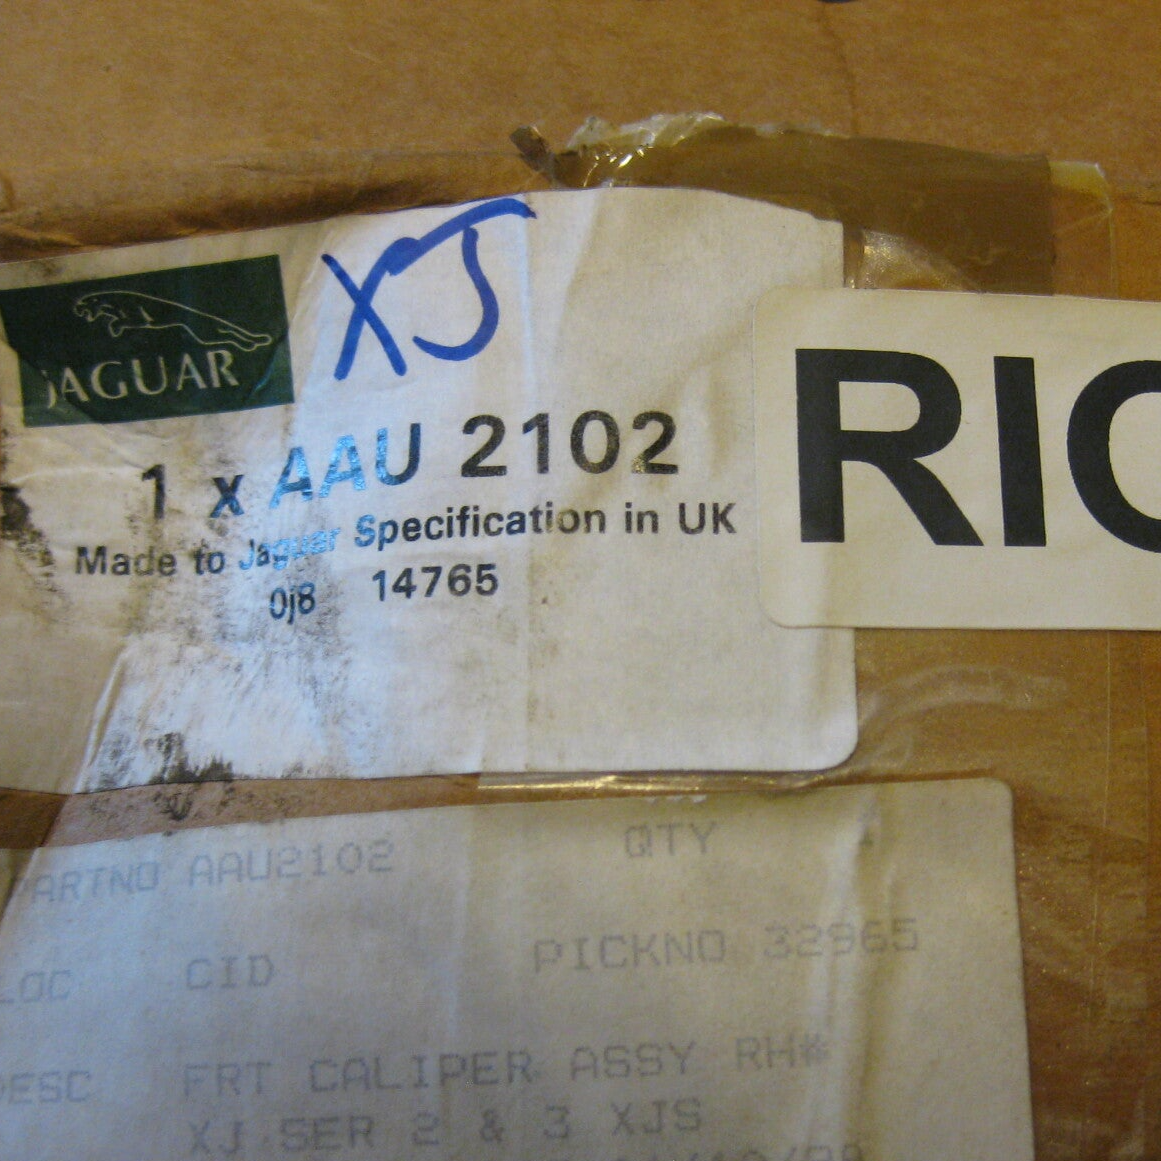 XJ
JAGUAR
1 x AAU 2102
Made to Jaguar Specification in UK
0j8 14765
RIC
PARTNO AAU2102 QTY 1
LOC CID PICKNO 32965
DESC FRT CALIPER ASSY RH*
XJ SER 2 & 3 XJS